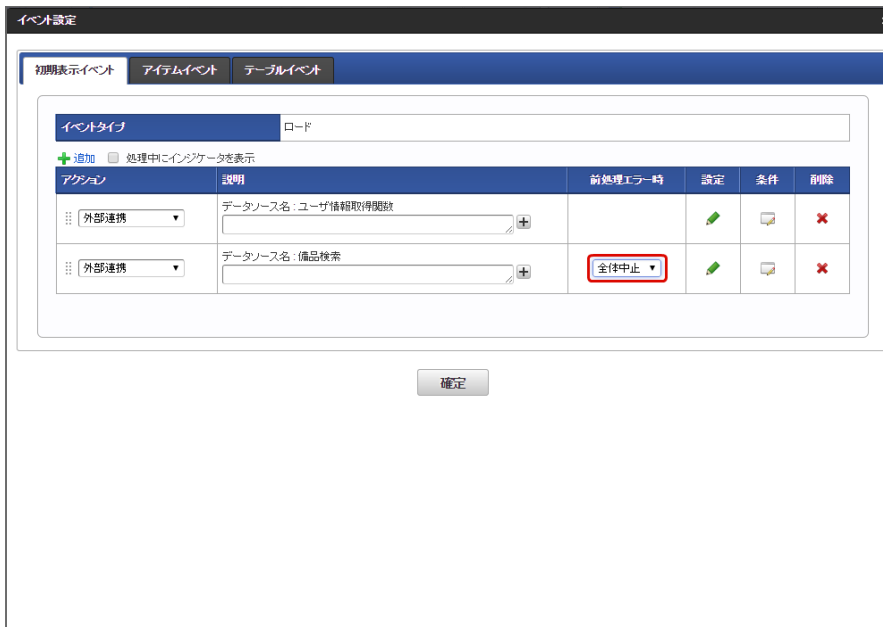 イベント設定
初期表示イベント アイテムイベント テーブルイベント
イベントタイプ ロード
追加 処理中にインジケータを表示
アクション 説明 前処理エラー時 設定 条件 削除
データソース名 : ユーザ情報取得関数
外部連携
データソース名 : 備品検索
外部連携 全体中止
確定